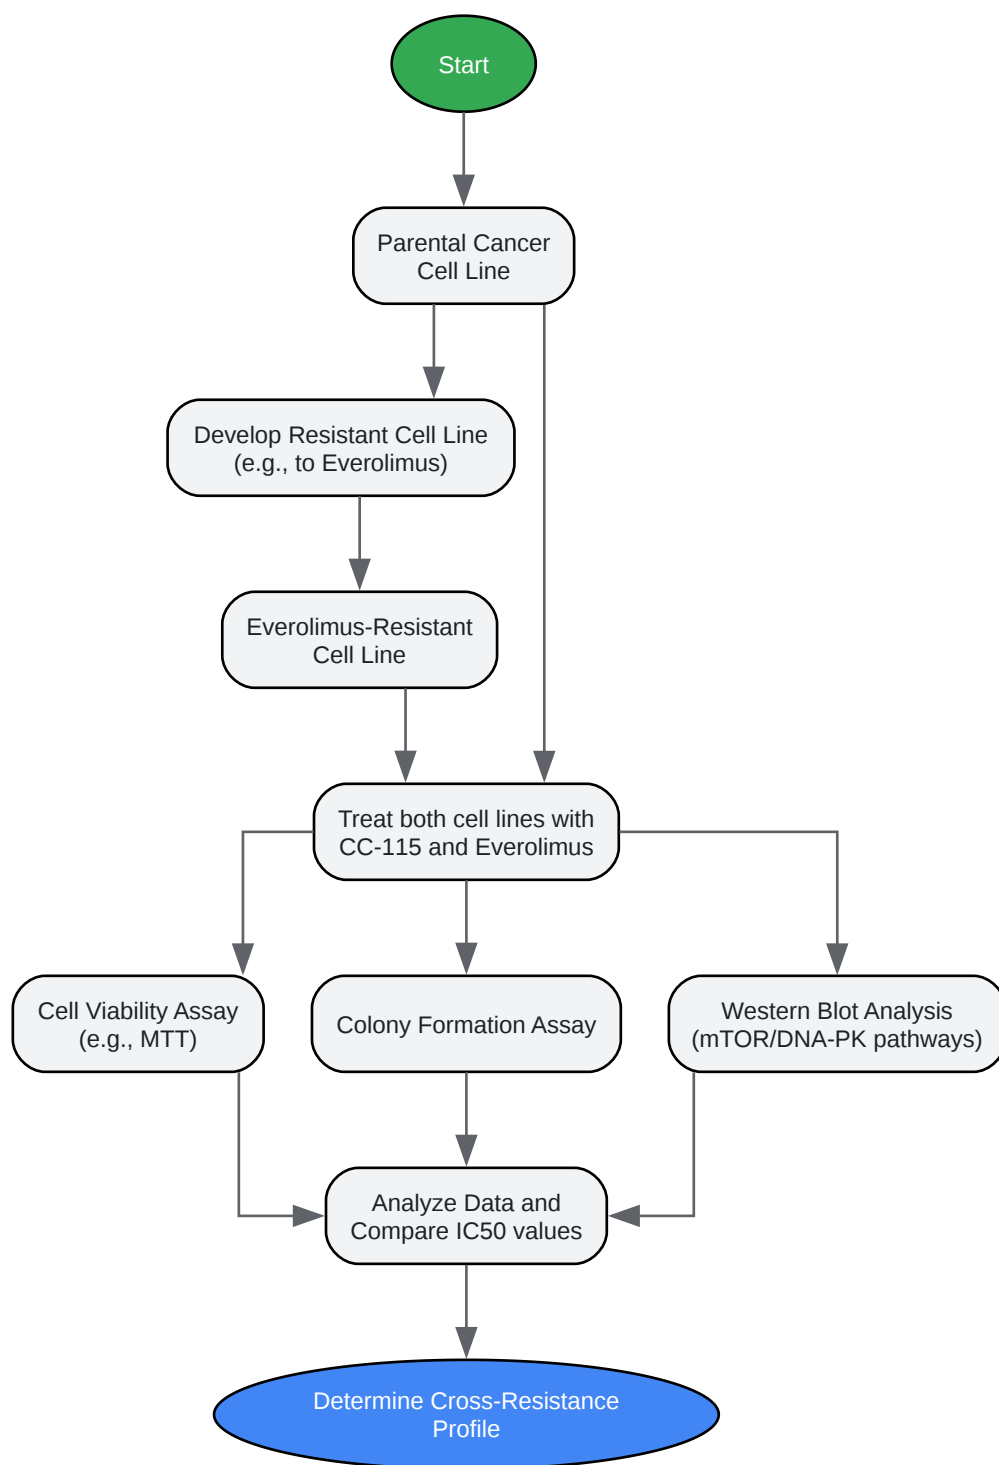 Start
Parental Cancer
Cell Line
Develop Resistant Cell Line
(e.g., to Everolimus)
Everolimus-Resistant
Cell Line
Treat both cell lines with
CC-115 and Everolimus
Cell Viability Assay
(e.g., MTT)
Colony Formation Assay
Western Blot Analysis
(mTOR/DNA-PK pathways)
Analyze Data and
Compare IC50 values
Determine Cross-Resistance
Profile